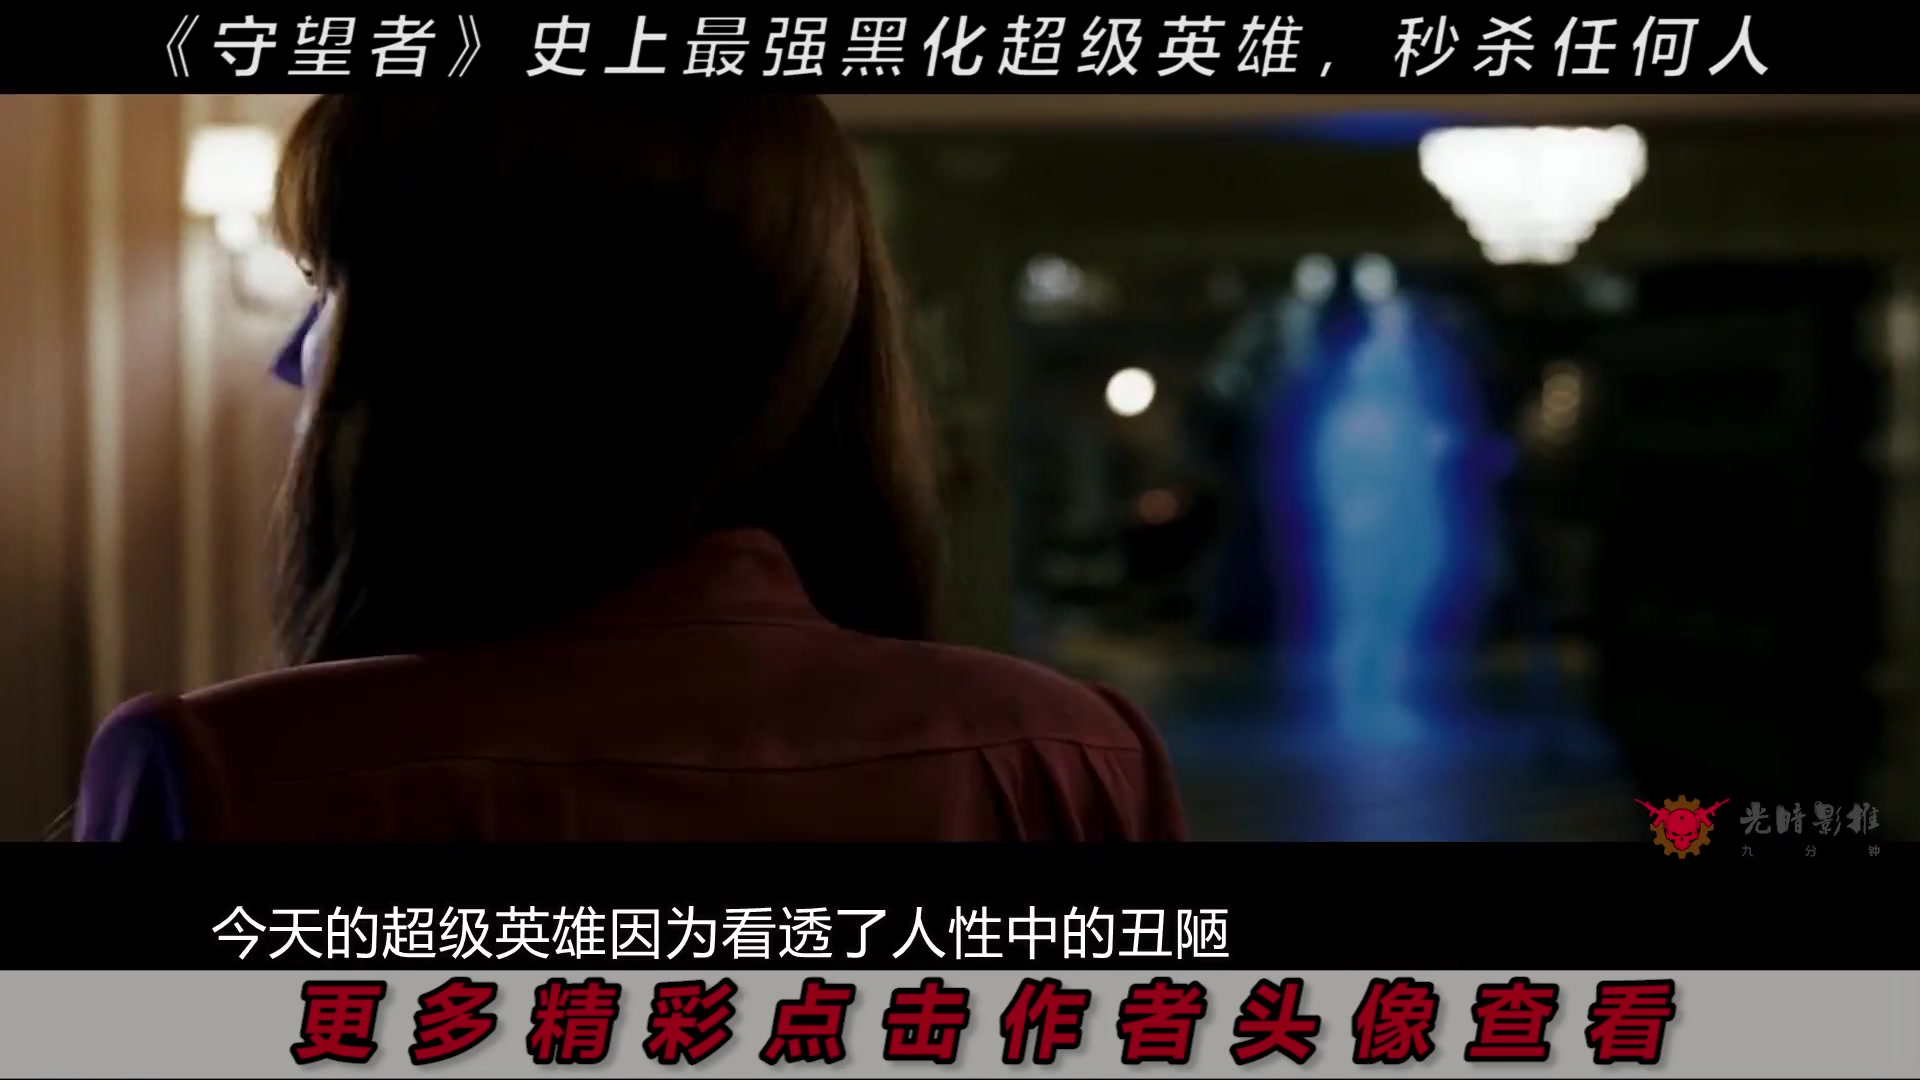 《守望者》史上最强黑化超级英雄，秒杀任何人
光暗影推
九分钟
今天的超级英雄因为看透了人性中的丑陋
更多精彩点击作者头像查看